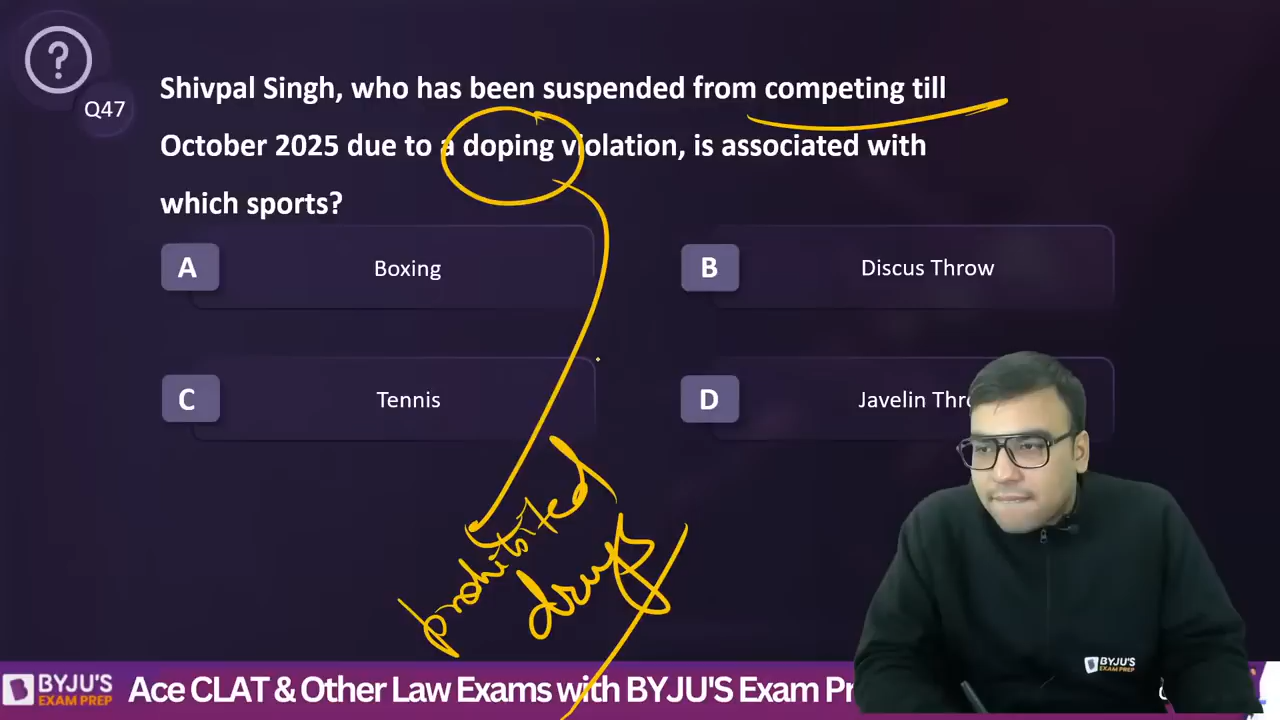 ?
Q47
Shivpal Singh, who has been suspended from competing till
October 2025 due to a doping violation, is associated with
which sports?
A
Boxing
B
Discus Throw
C
Tennis
D
Javelin Thro
prohibited
drugs
BYJU'S
EXAM PREP
BYJU'S
EXAM PREP
Ace CLAT & Other Law Exams with BYJU'S Exam Pr